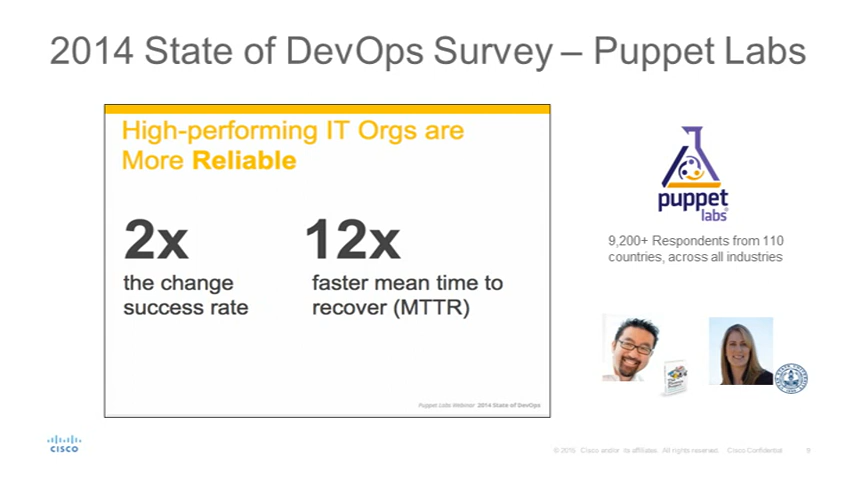 2014 State of DevOps Survey – Puppet Labs
High-performing IT Orgs are
More Reliable
2x
the change
success rate
12x
faster mean time to
recover (MTTR)
Puppet Labs Webinar 2014 State of DevOps
puppet
labs
9,200+ Respondents from 110
countries, across all industries
CISCO
© 2015 Cisco and/or its affiliates. All rights reserved. Cisco Confidential
9